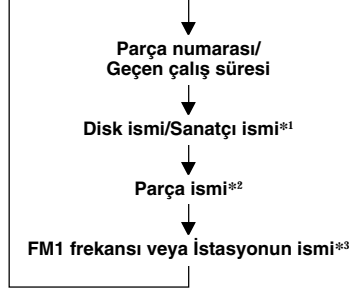 Parça numarası/
Geçen çalış süresi
Disk ismi/Sanatçı ismi*1
Parça ismi*2
FM1 frekansı veya İstasyonun ismi*3